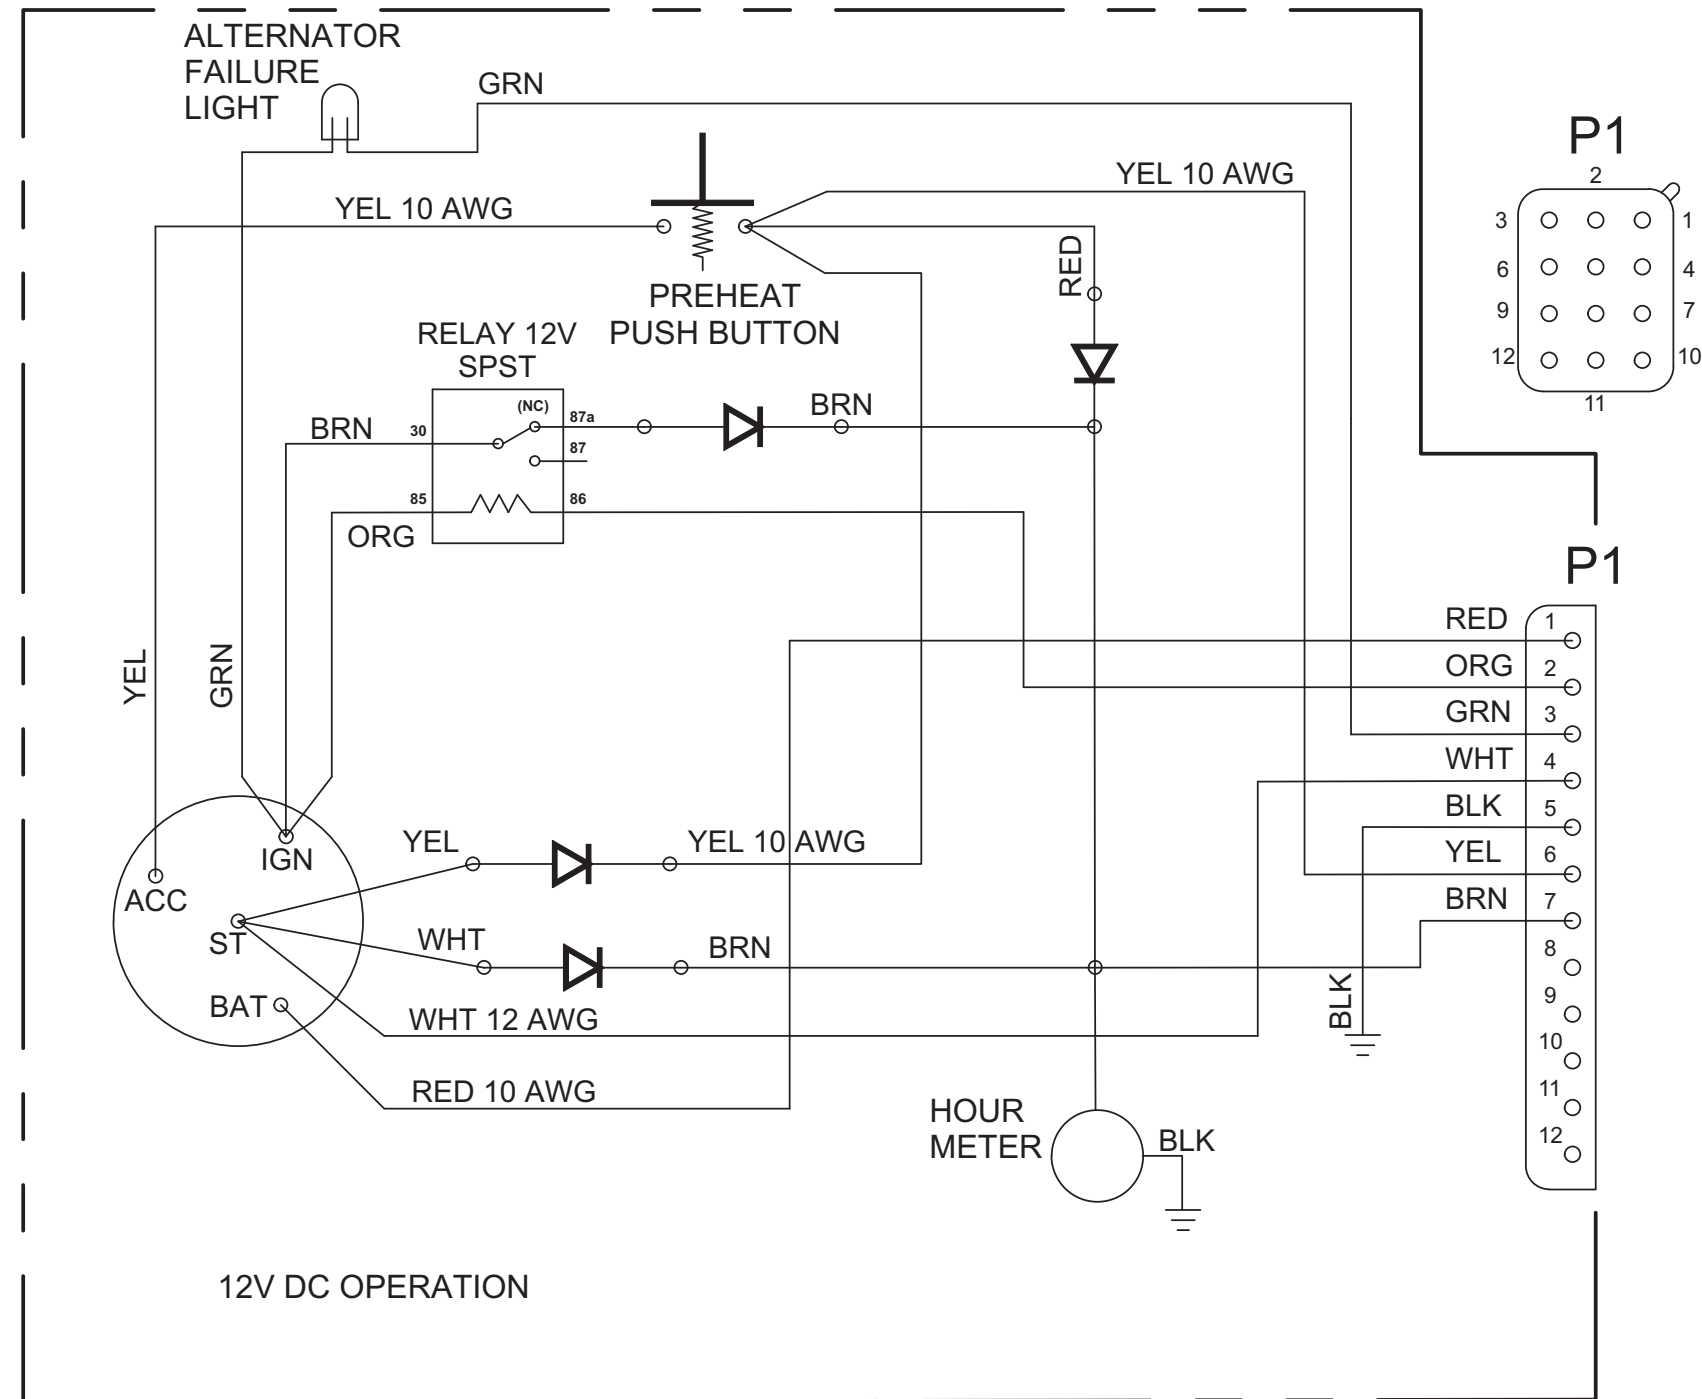 ALTERNATOR
FAILURE
LIGHT
GRN
YEL 10 AWG
YEL 10 AWG
RED
PREHEAT
PUSH BUTTON
RELAY 12V
SPST
(NC)
87a
87
30
85
86
BRN
BRN
ORG
YEL
GRN
IGN
ACC
ST
BAT
YEL
YEL 10 AWG
WHT
BRN
WHT 12 AWG
RED 10 AWG
HOUR
METER
BLK
BLK
12V DC OPERATION
P1
2
3
1
6
4
9
7
12
10
11
P1
RED 1
ORG 2
GRN 3
WHT 4
BLK 5
YEL 6
BRN 7
8
9
10
11
12